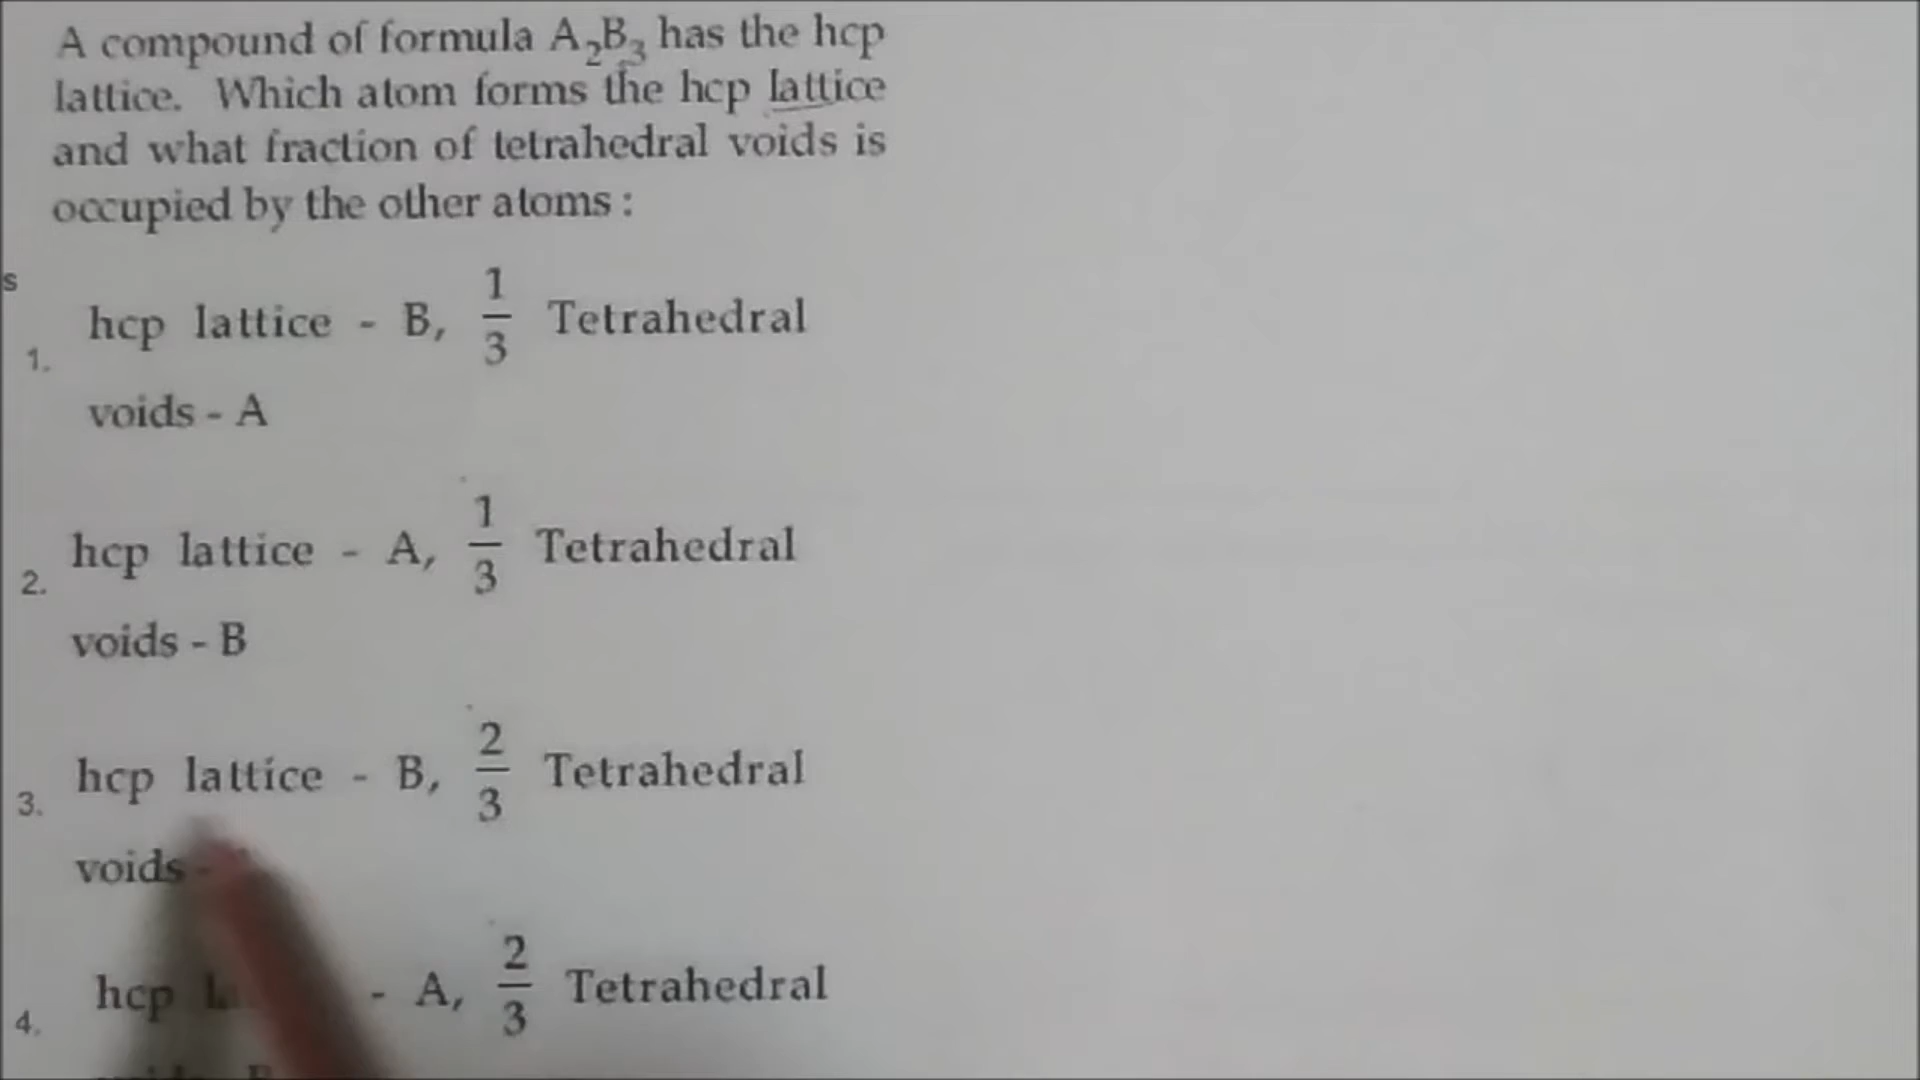 A compound of formula A₂B₃ has the hcp
lattice. Which atom forms the hcp lattice
and what fraction of tetrahedral voids is
occupied by the other atoms :
s
1. hcp lattice - B, 1/3 Tetrahedral
voids - A
2. hcp lattice - A, 1/3 Tetrahedral
voids - B
3. hcp lattice - B, 2/3 Tetrahedral
voids -
4. hcp - A, 2/3 Tetrahedral